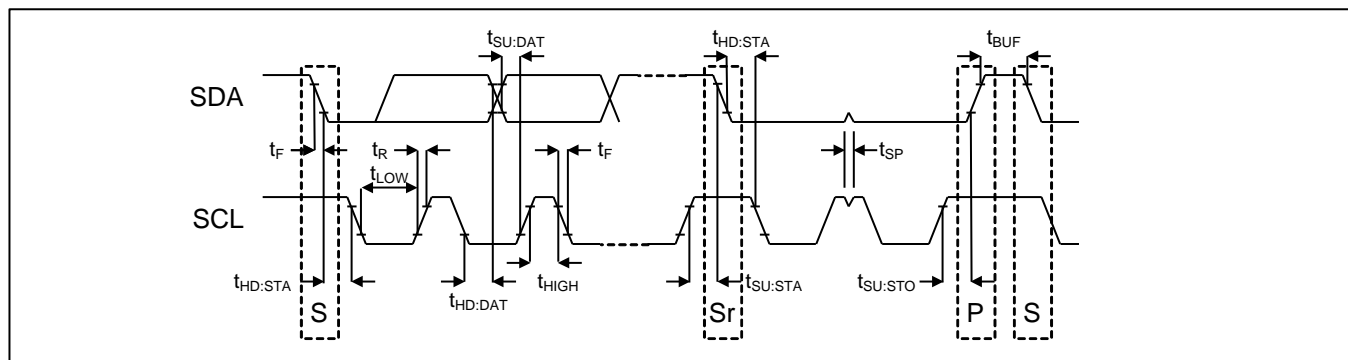 tSU:DAT
tHD:STA
tBUF
SDA
tF
tR
tF
tSP
tLOW
SCL
tHD:STA
tHD:DAT
tHIGH
tSU:STA
tSU:STO
S
Sr
P
S